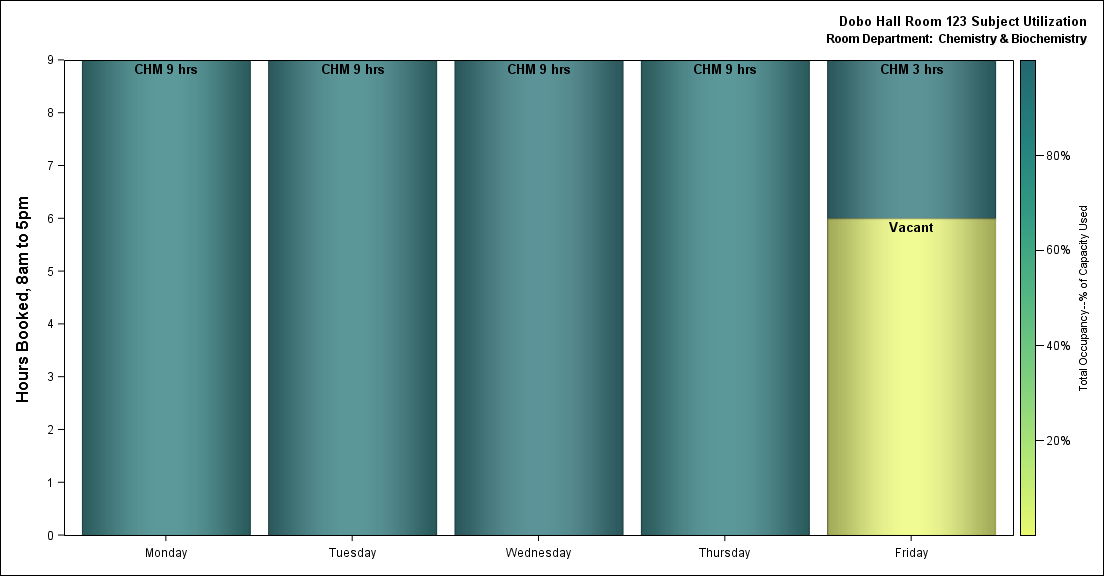 Dobo Hall Room 123 Subject Utilization
Room Department: Chemistry & Biochemistry
Hours Booked, 8am to 5pm
9
8
7
6
5
4
3
2
1
0
CHM 9 hrs
CHM 9 hrs
CHM 9 hrs
CHM 9 hrs
CHM 3 hrs
Vacant
Monday
Tuesday
Wednesday
Thursday
Friday
80%
60%
40%
20%
Total Occupancy--% of Capacity Used